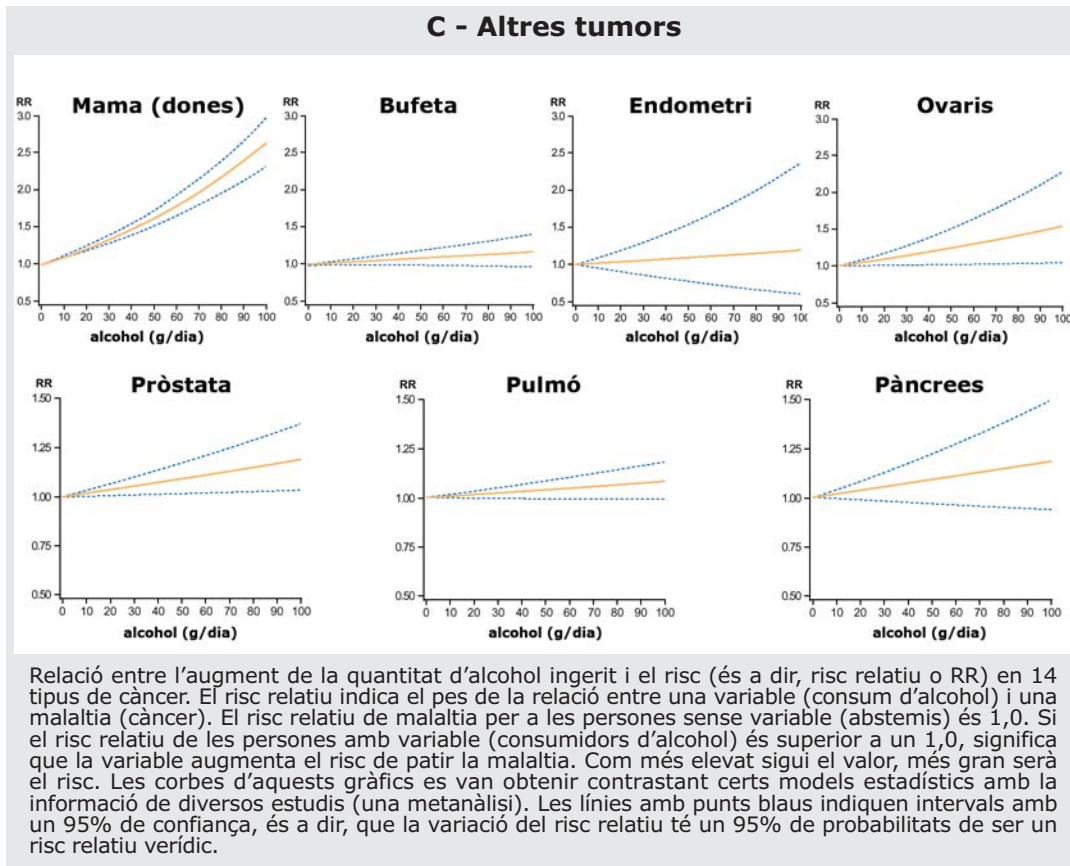 C - Altres tumors
RR Mama (dones)
3.0
2.5
2.0
1.5
1.0
0.5
0 10 20 30 40 50 60 70 80 90 100
alcohol (g/dia)
RR Bufeta
3.0
2.5
2.0
1.5
1.0
0.5
0 10 20 30 40 50 60 70 80 90 100
alcohol (g/dia)
RR Endometri
3.0
2.5
2.0
1.5
1.0
0.5
0 10 20 30 40 50 60 70 80 90 10
alcohol (g/dia)
RR Ovaris
3.0
2.5
2.0
1.5
1.0
0.5
0 10 20 30 40 50 60 70 80 90 100
alcohol (g/dia)
RR Pròstata
1.50
1.25
1.00
0.75
0.50
0 10 20 30 40 50 60 70 80 90 100
alcohol (g/dia)
RR Pulmó
1.50
1.25
1.00
0.75
0.50
0 10 20 30 40 50 60 70 80 90 100
alcohol (g/dia)
RR Pàncrees
1.50
1.25
1.00
0.75
0.50
0 10 20 30 40 50 60 70 80 90 100
alcohol (g/dia)
Relació entre l'augment de la quantitat d'alcohol ingerit i el risc (és a dir, risc relatiu o RR) en 14
tipus de càncer. El risc relatiu indica el pes de la relació entre una variable (consum d'alcohol) i una
malaltia (càncer). El risc relatiu de malaltia per a les persones sense variable (abstemis) és 1,0. Si
el risc relatiu de les persones amb variable (consumidors d'alcohol) és superior a un 1,0, significa
que la variable augmenta el risc de patir la malaltia. Com més elevat sigui el valor, més gran serà
el risc. Les corbes d'aquests gràfics es van obtenir contrastant certs models estadístics amb la
informació de diversos estudis (una metanàlisi). Les línies amb punts blaus indiquen intervals amb
un 95% de confiança, és a dir, que la variació del risc relatiu té un 95% de probabilitats de ser un
risc relatiu verídic.